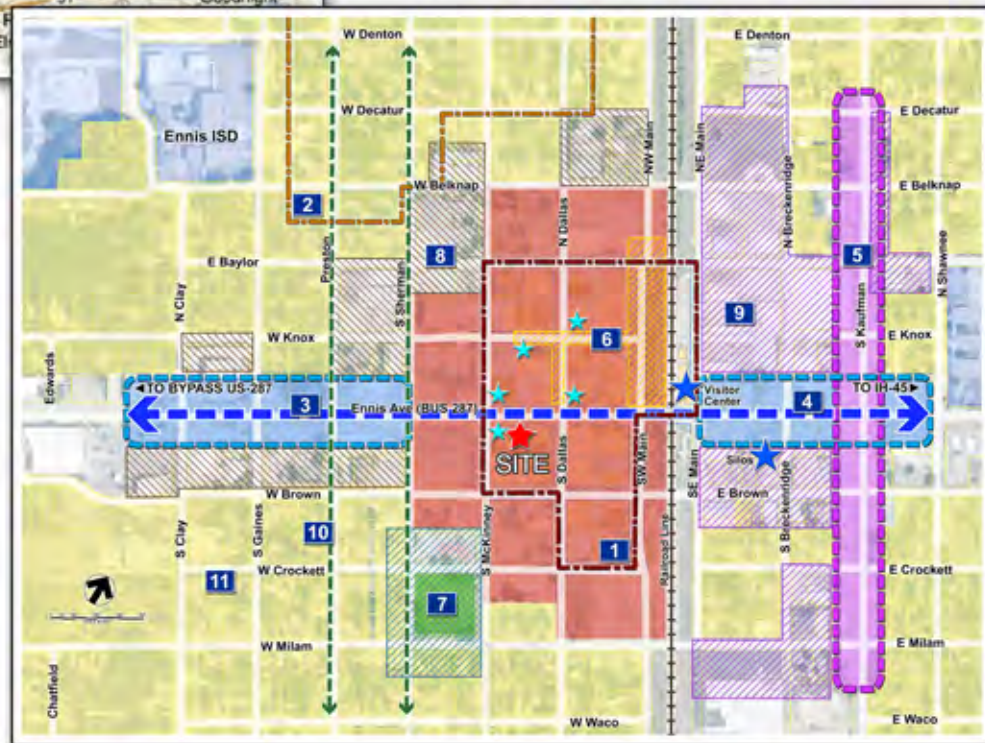 W Denton
E Denton
W Decatur
E Decatur
Ennis ISD
NW Main
NE Main
2
W Belknap
E Belknap
N Dallas
N Breckenridge
Preston
E Baylor
8
5
S Sherman
N Shawnee
N Clay
S Kaufman
9
W Knox
6
E Knox
Edwards
◄TO BYPASS US-287
TO IH-45►
Visitor
Center
3
Ennis Ave (BUS 287)
4
SITE
Silos
S Dallas
SW Main
SE Main
W Brown
E Brown
S Breckenridge
10
S Clay
S Gaines
S McKinney
Railroad Line
1
W Crockett
E Crockett
11
7
W Milam
E Milam
Chatfield
W Waco
E Waco